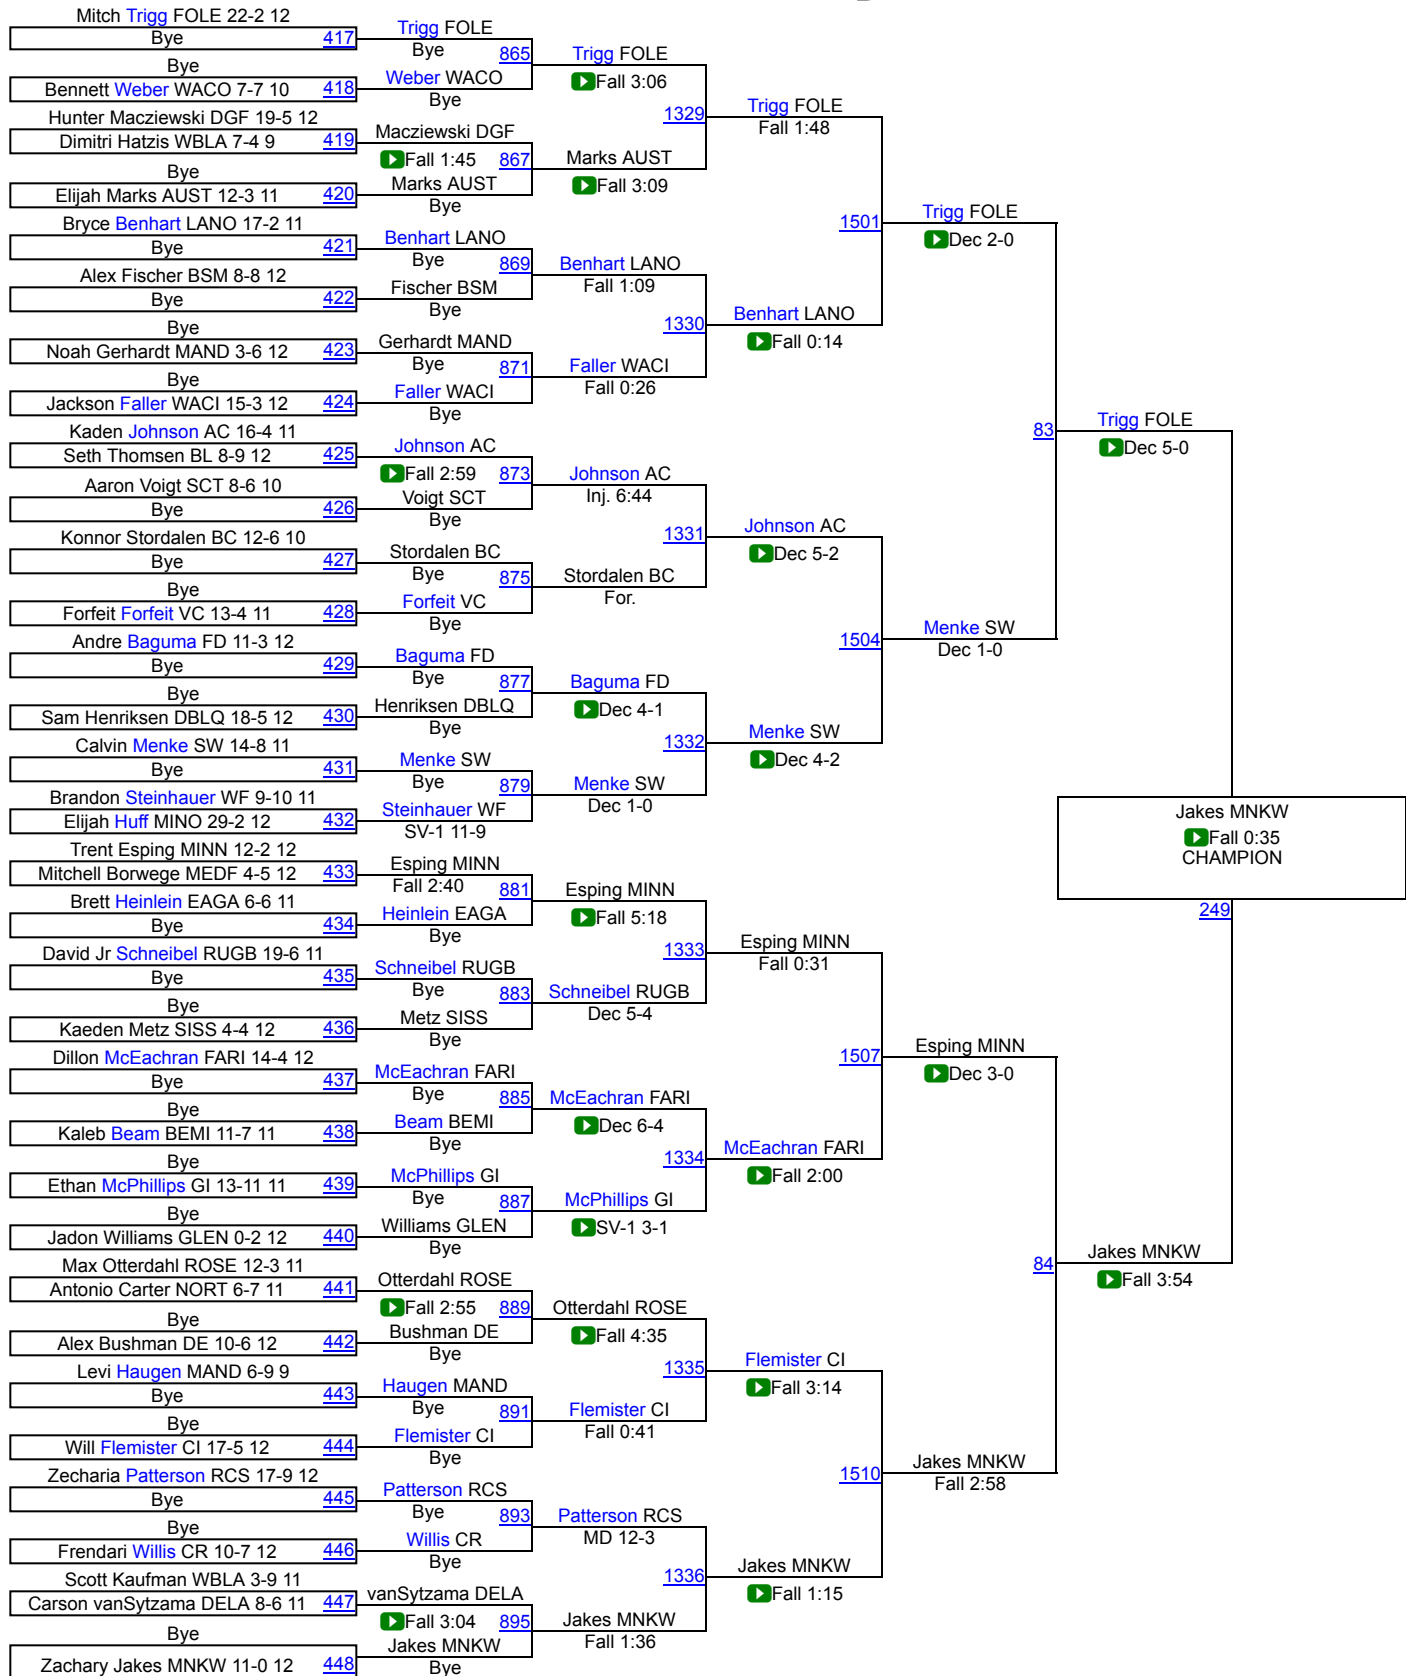 Mitch Trigg FOLE 22-2 12
Bye 417
Bye
Bennett Weber WACO 7-7 10 418
Hunter Macziewski DGF 19-5 12
Dimitri Hatzis WBLA 7-4 9 419
Bye
Elijah Marks AUST 12-3 11 420
Bryce Benhart LANO 17-2 11
Bye 421
Alex Fischer BSM 8-8 12
Bye 422
Bye
Noah Gerhardt MAND 3-6 12 423
Bye
Jackson Faller WACI 15-3 12 424
Kaden Johnson AC 16-4 11
Seth Thomsen BL 8-9 12 425
Aaron Voigt SCT 8-6 10
Bye 426
Konnor Stordalen BC 12-6 10
Bye 427
Bye
Forfeit Forfeit VC 13-4 11 428
Andre Baguma FD 11-3 12
Bye 429
Bye
Sam Henriksen DBLQ 18-5 12 430
Calvin Menke SW 14-8 11
Bye 431
Brandon Steinhauer WF 9-10 11
Elijah Huff MINO 29-2 12 432
Trent Esping MINN 12-2 12
Mitchell Borwege MEDF 4-5 12 433
Brett Heinlein EAGA 6-6 11
Bye 434
David Jr Schneibel RUGB 19-6 11
Bye 435
Bye
Kaeden Metz SISS 4-4 12 436
Dillon McEachran FARI 14-4 12
Bye 437
Bye
Kaleb Beam BEMI 11-7 11 438
Bye
Ethan McPhillips GI 13-11 11 439
Bye
Jadon Williams GLEN 0-2 12 440
Max Otterdahl ROSE 12-3 11
Antonio Carter NORT 6-7 11 441
Bye
Alex Bushman DE 10-6 12 442
Levi Haugen MAND 6-9 9
Bye 443
Bye
Will Flemister CI 17-5 12 444
Zecharia Patterson RCS 17-9 12
Bye 445
Bye
Frendari Willis CR 10-7 12 446
Scott Kaufman WBLA 3-9 11
Carson vanSytzama DELA 8-6 11 447
Bye
Zachary Jakes MNKW 11-0 12 448
Trigg FOLE
Bye 865
Weber WACO
Bye
Macziewski DGF
Fall 1:45 867
Marks AUST
Bye
Benhart LANO
Bye 869
Fischer BSM
Bye
Gerhardt MAND
Bye 871
Faller WACI
Bye
Johnson AC
Fall 2:59 873
Voigt SCT
Bye
Stordalen BC
Bye 875
Forfeit VC
Bye
Baguma FD
Bye 877
Henriksen DBLQ
Bye
Menke SW
Bye 879
Steinhauer WF
SV-1 11-9
Esping MINN
Fall 2:40 881
Heinlein EAGA
Bye
Schneibel RUGB
Bye 883
Metz SISS
Bye
McEachran FARI
Bye 885
Beam BEMI
Bye
McPhillips GI
Bye 887
Williams GLEN
Bye
Otterdahl ROSE
Fall 2:55 889
Bushman DE
Bye
Haugen MAND
Bye 891
Flemister CI
Bye
Patterson RCS
Bye 893
Willis CR
Bye
vanSytzama DELA
Fall 3:04 895
Jakes MNKW
Bye
Trigg FOLE
Fall 3:06
1329
Marks AUST
Fall 3:09
Benhart LANO
Fall 1:09
1330
Faller WACI
Fall 0:26
Johnson AC
Inj. 6:44
1331
Stordalen BC
For.
Baguma FD
Dec 4-1
1332
Menke SW
Dec 1-0
Esping MINN
Fall 5:18
1333
Schneibel RUGB
Dec 5-4
McEachran FARI
Dec 6-4
1334
McPhillips GI
SV-1 3-1
Otterdahl ROSE
Fall 4:35
1335
Flemister CI
Fall 0:41
Patterson RCS
MD 12-3
1336
Jakes MNKW
Fall 1:36
Trigg FOLE
Fall 1:48
1501
Benhart LANO
Fall 0:14
Johnson AC
Dec 5-2
1504
Menke SW
Dec 4-2
Esping MINN
Fall 0:31
1507
McEachran FARI
Fall 2:00
Flemister CI
Fall 3:14
1510
Jakes MNKW
Fall 1:15
Trigg FOLE
Dec 2-0
83
Menke SW
Dec 1-0
Esping MINN
Dec 3-0
84
Jakes MNKW
Fall 2:58
Trigg FOLE
Dec 5-0
Jakes MNKW
Fall 3:54
Jakes MNKW
Fall 0:35
CHAMPION
249